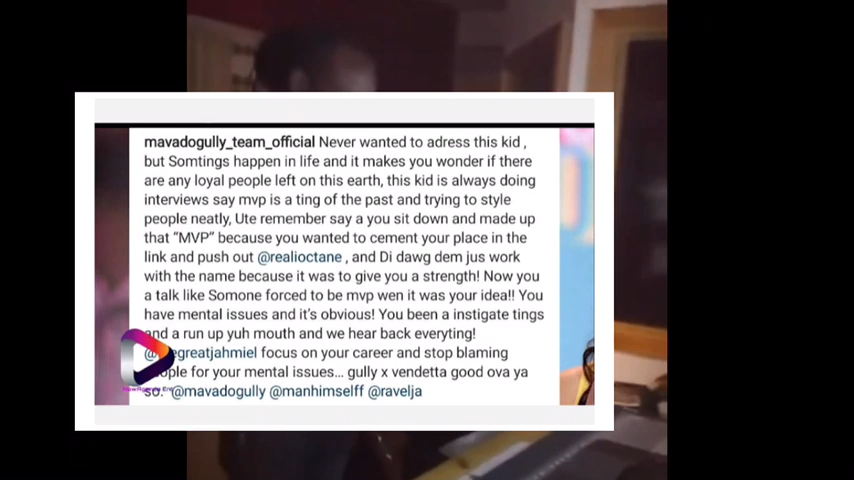 mavadogully_team_official Never wanted to adress this kid ,
but Somtings happen in life and it makes you wonder if there
are any loyal people left on this earth, this kid is always doing
interviews say mvp is a ting of the past and trying to style
people neatly, Ute remember say a you sit down and made up
that “MVP” because you wanted to cement your place in the
link and push out @realioctane , and Di dawg dem jus work
with the name because it was to give you a strength! Now you
a talk like Somone forced to be mvp wen it was your idea!! You
have mental issues and it's obvious! You been a instigate tings
and a run up yuh mouth and we hear back everyting!
focus on your career and stop blaming
for your mental issues... gully x vendetta good ova ya
so. @mavadogully @manhimselff @ravelja